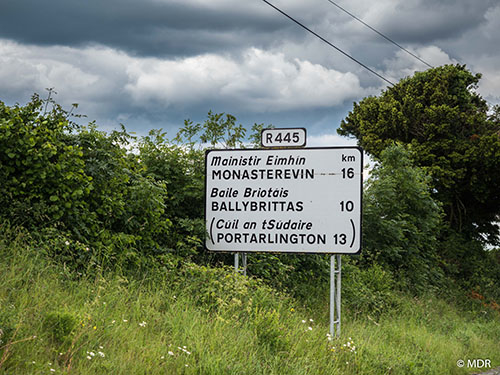 R445
Mainistir Eimhín km
MONASTEREVIN 16
Baile Briotáis
BALLYBRITTAS 10
(Cúil an tSúdaire
PORTARLINGTON 13)
© MDR